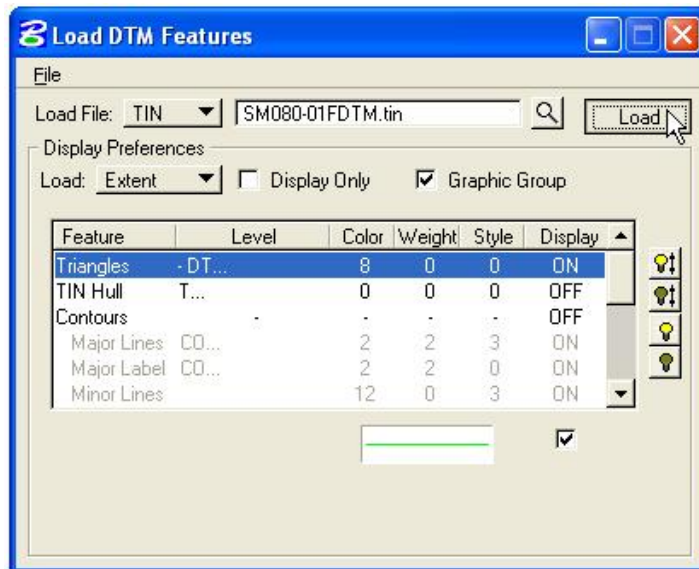 Load DTM Features
File
Load File: TIN SM080-01FDTM.tin Load
Display Preferences
Load: Extent Display Only Graphic Group
Feature Level Color Weight Style Display
Triangles - DT... 8 0 0 ON
TIN Hull T... 0 0 0 OFF
Contours - - - - OFF
Major Lines CO... 2 2 3 ON
Major Label CO... 2 2 0 ON
Minor Lines 12 0 3 ON